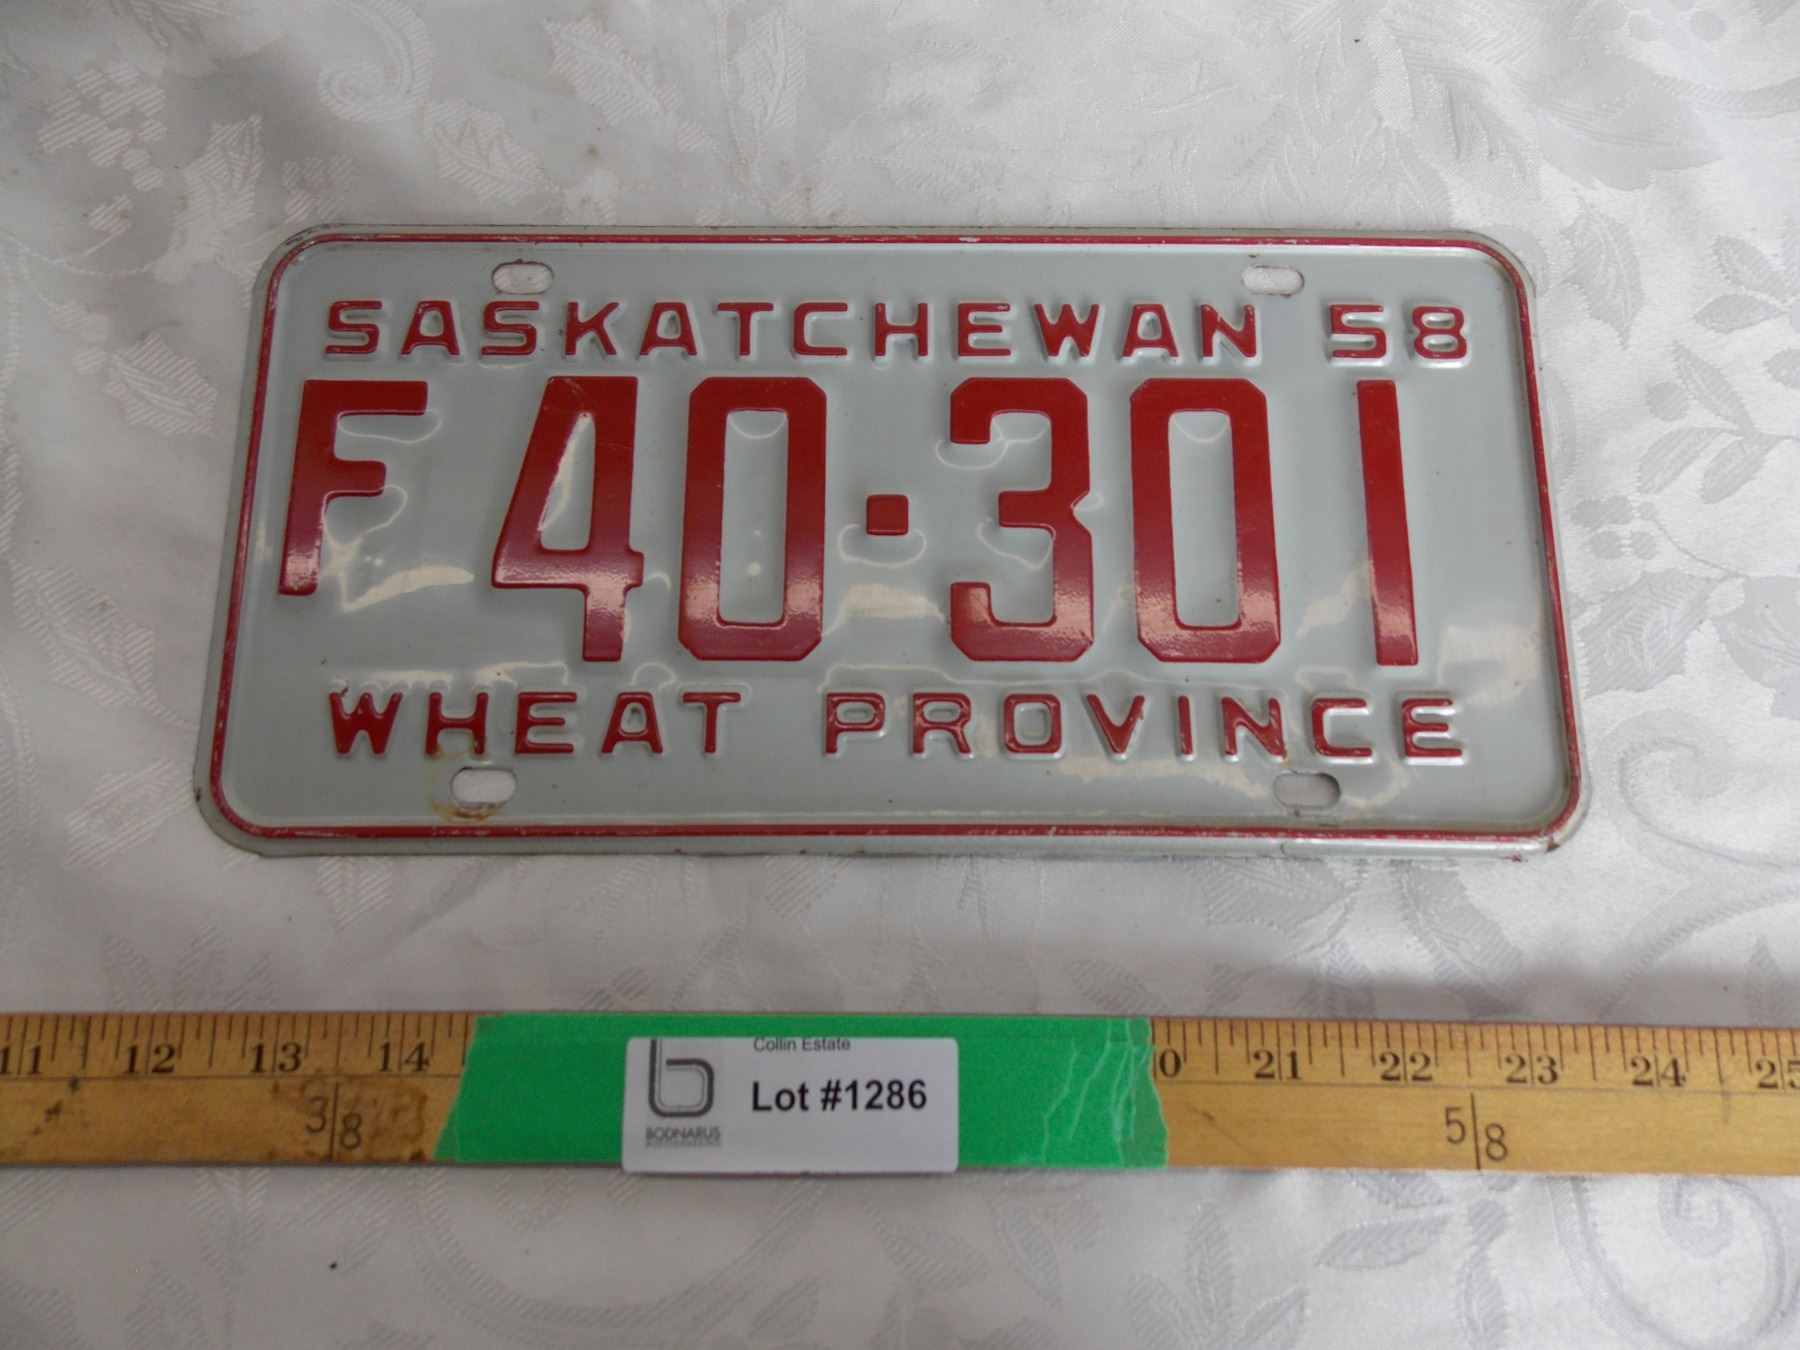 SASKATCHEWAN 58
F 40·301
WHEAT PROVINCE
11 12 13 14 0 21 22 23 24 25
3/8 5/8
Collin Estate
Lot #1286
BODNARUS